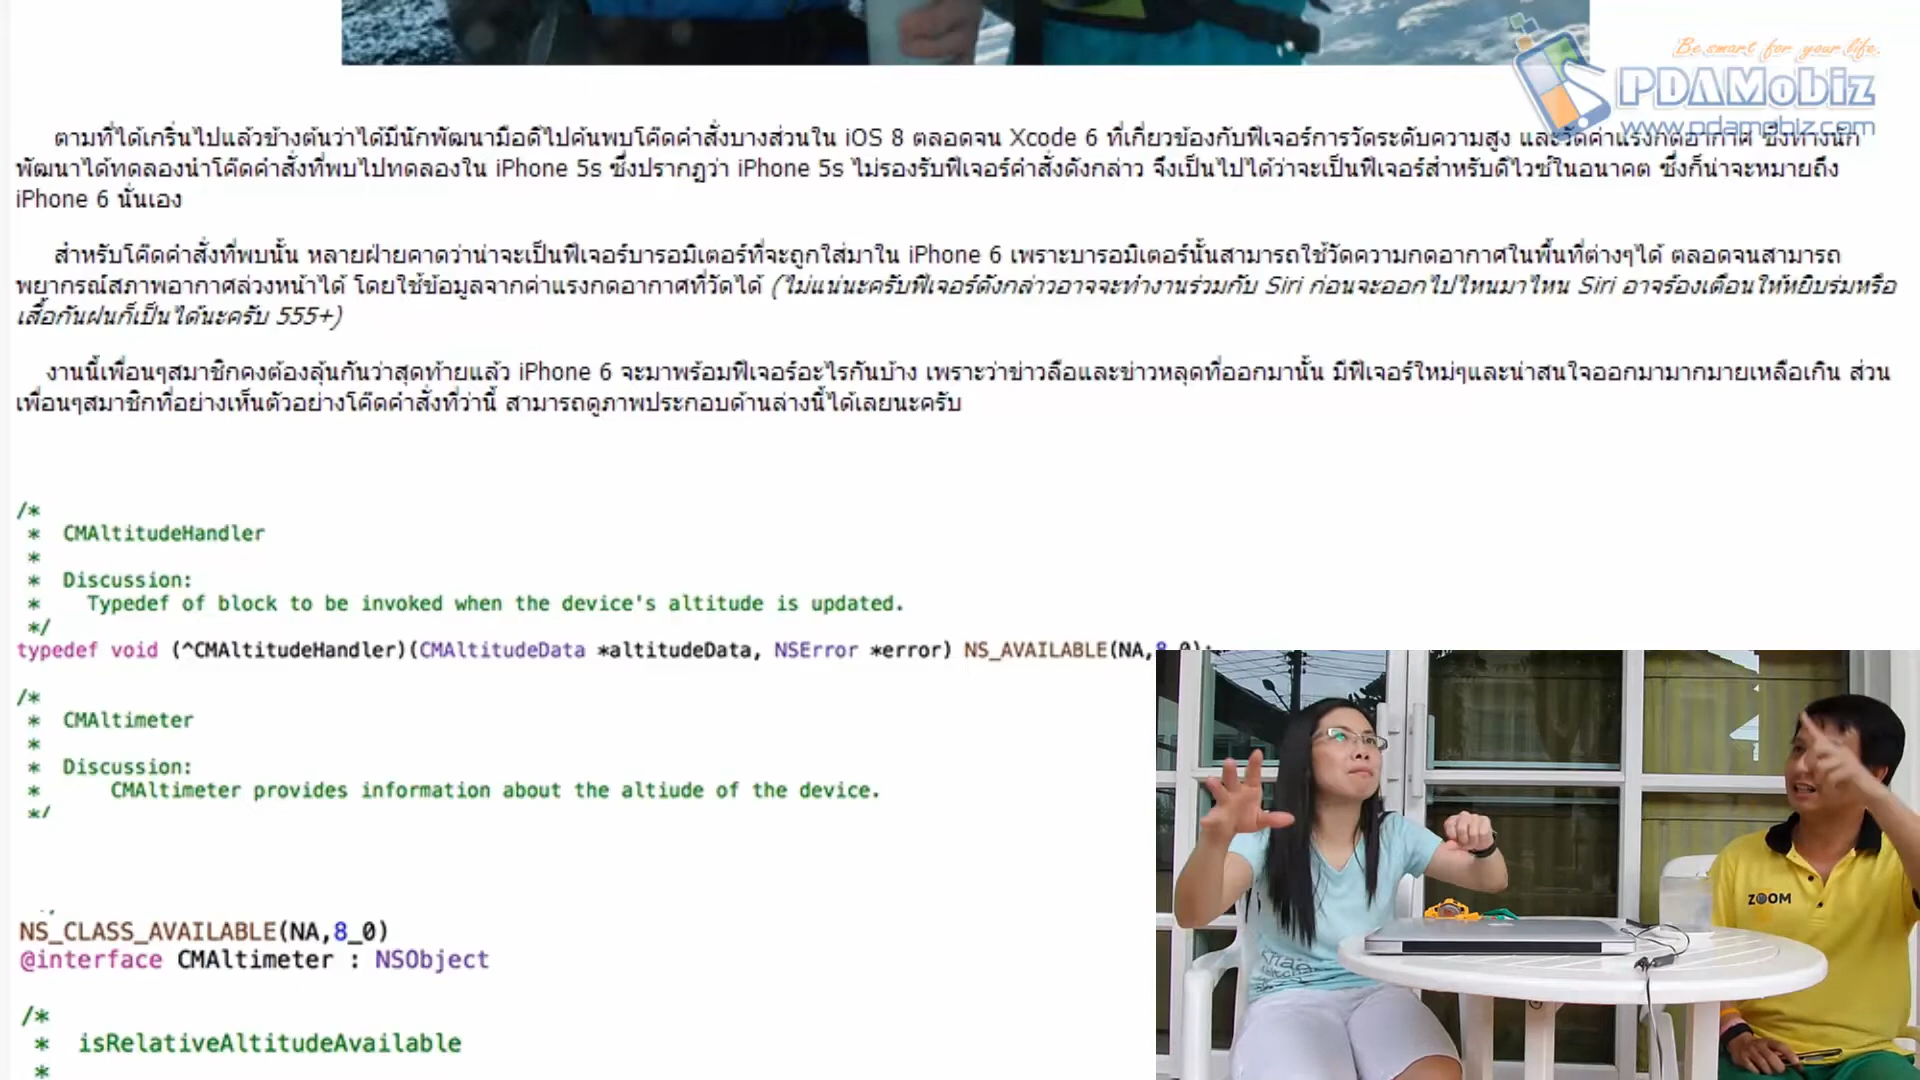 Be smart for your life.
PDAMobiz
www.pdamobiz.com
ตามที่ได้เกริ่นไปแล้วข้างต้นว่าได้มีนักพัฒนามือดีไปค้นพบโค๊ดคำสั่งบางส่วนใน iOS 8 ตลอดจน Xcode 6 ที่เกี่ยวข้องกับฟีเจอร์การวัดระดับความสูง และวัดค่าแรงกดอากาศ ซึ่งทางนัก
พัฒนาได้ทดลองนำโค๊ดคำสั่งที่พบไปทดลองใน iPhone 5s ซึ่งปรากฏว่า iPhone 5s ไม่รองรับฟีเจอร์คำสั่งดังกล่าว จึงเป็นไปได้ว่าจะเป็นฟีเจอร์สำหรับดีไวซ์ในอนาคต ซึ่งก็น่าจะหมายถึง
iPhone 6 นั่นเอง
สำหรับโค๊ดคำสั่งที่พบนั้น หลายฝ่ายคาดว่าน่าจะเป็นฟีเจอร์บารอมิเตอร์ที่จะถูกใส่มาใน iPhone 6 เพราะบารอมิเตอร์นั้นสามารถใช้วัดความกดอากาศในพื้นที่ต่างๆได้ ตลอดจนสามารถ
พยากรณ์สภาพอากาศล่วงหน้าได้ โดยใช้ข้อมูลจากค่าแรงกดอากาศที่วัดได้ (ไม่แน่นะครับฟีเจอร์ดังกล่าวอาจจะทำงานร่วมกับ Siri ก่อนจะออกไปไหนมาไหน Siri อาจร้องเตือนให้หยิบร่มหรือ
เสื้อกันฝนก็เป็นได้นะครับ 555+)
งานนี้เพื่อนๆสมาชิกคงต้องลุ้นกันว่าสุดท้ายแล้ว iPhone 6 จะมาพร้อมฟีเจอร์อะไรกันบ้าง เพราะว่าข่าวลือและข่าวหลุดที่ออกมานั้น มีฟีเจอร์ใหม่ๆและน่าสนใจออกมามากมายเหลือเกิน ส่วน
เพื่อนๆสมาชิกที่อย่างเห็นตัวอย่างโค๊ดคำสั่งที่ว่านี้ สามารถดูภาพประกอบด้านล่างนี้ได้เลยนะครับ
/*
* CMAltitudeHandler
*
* Discussion:
* Typedef of block to be invoked when the device's altitude is updated.
*/
typedef void (^CMAltitudeHandler)(CMAltitudeData *altitudeData, NSError *error) NS_AVAILABLE(NA,8_0);
/*
* CMAltimeter
*
* Discussion:
* CMAltimeter provides information about the altiude of the device.
*/
NS_CLASS_AVAILABLE(NA,8_0)
@interface CMAltimeter : NSObject
/*
* isRelativeAltitudeAvailable
*
ZOOM